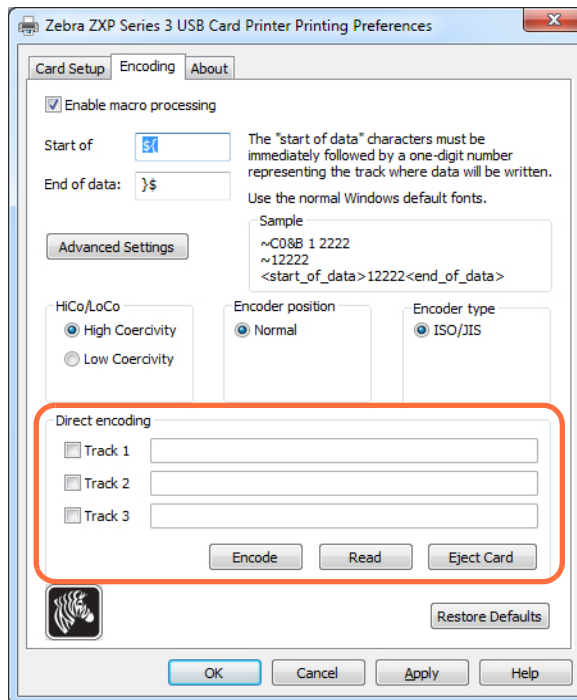 Zebra ZXP Series 3 USB Card Printer Printing Preferences
Card Setup Encoding About
Enable macro processing
Start of ${
End of data: }$
The "start of data" characters must be
immediately followed by a one-digit number
representing the track where data will be written.
Use the normal Windows default fonts.
Advanced Settings
Sample
~C0&B 1 2222
~12222
<start_of_data>12222<end_of_data>
HiCo/LoCo
High Coercivity
Low Coercivity
Encoder position
Normal
Encoder type
ISO/JIS
Direct encoding
Track 1
Track 2
Track 3
Encode Read Eject Card
Restore Defaults
OK Cancel Apply Help